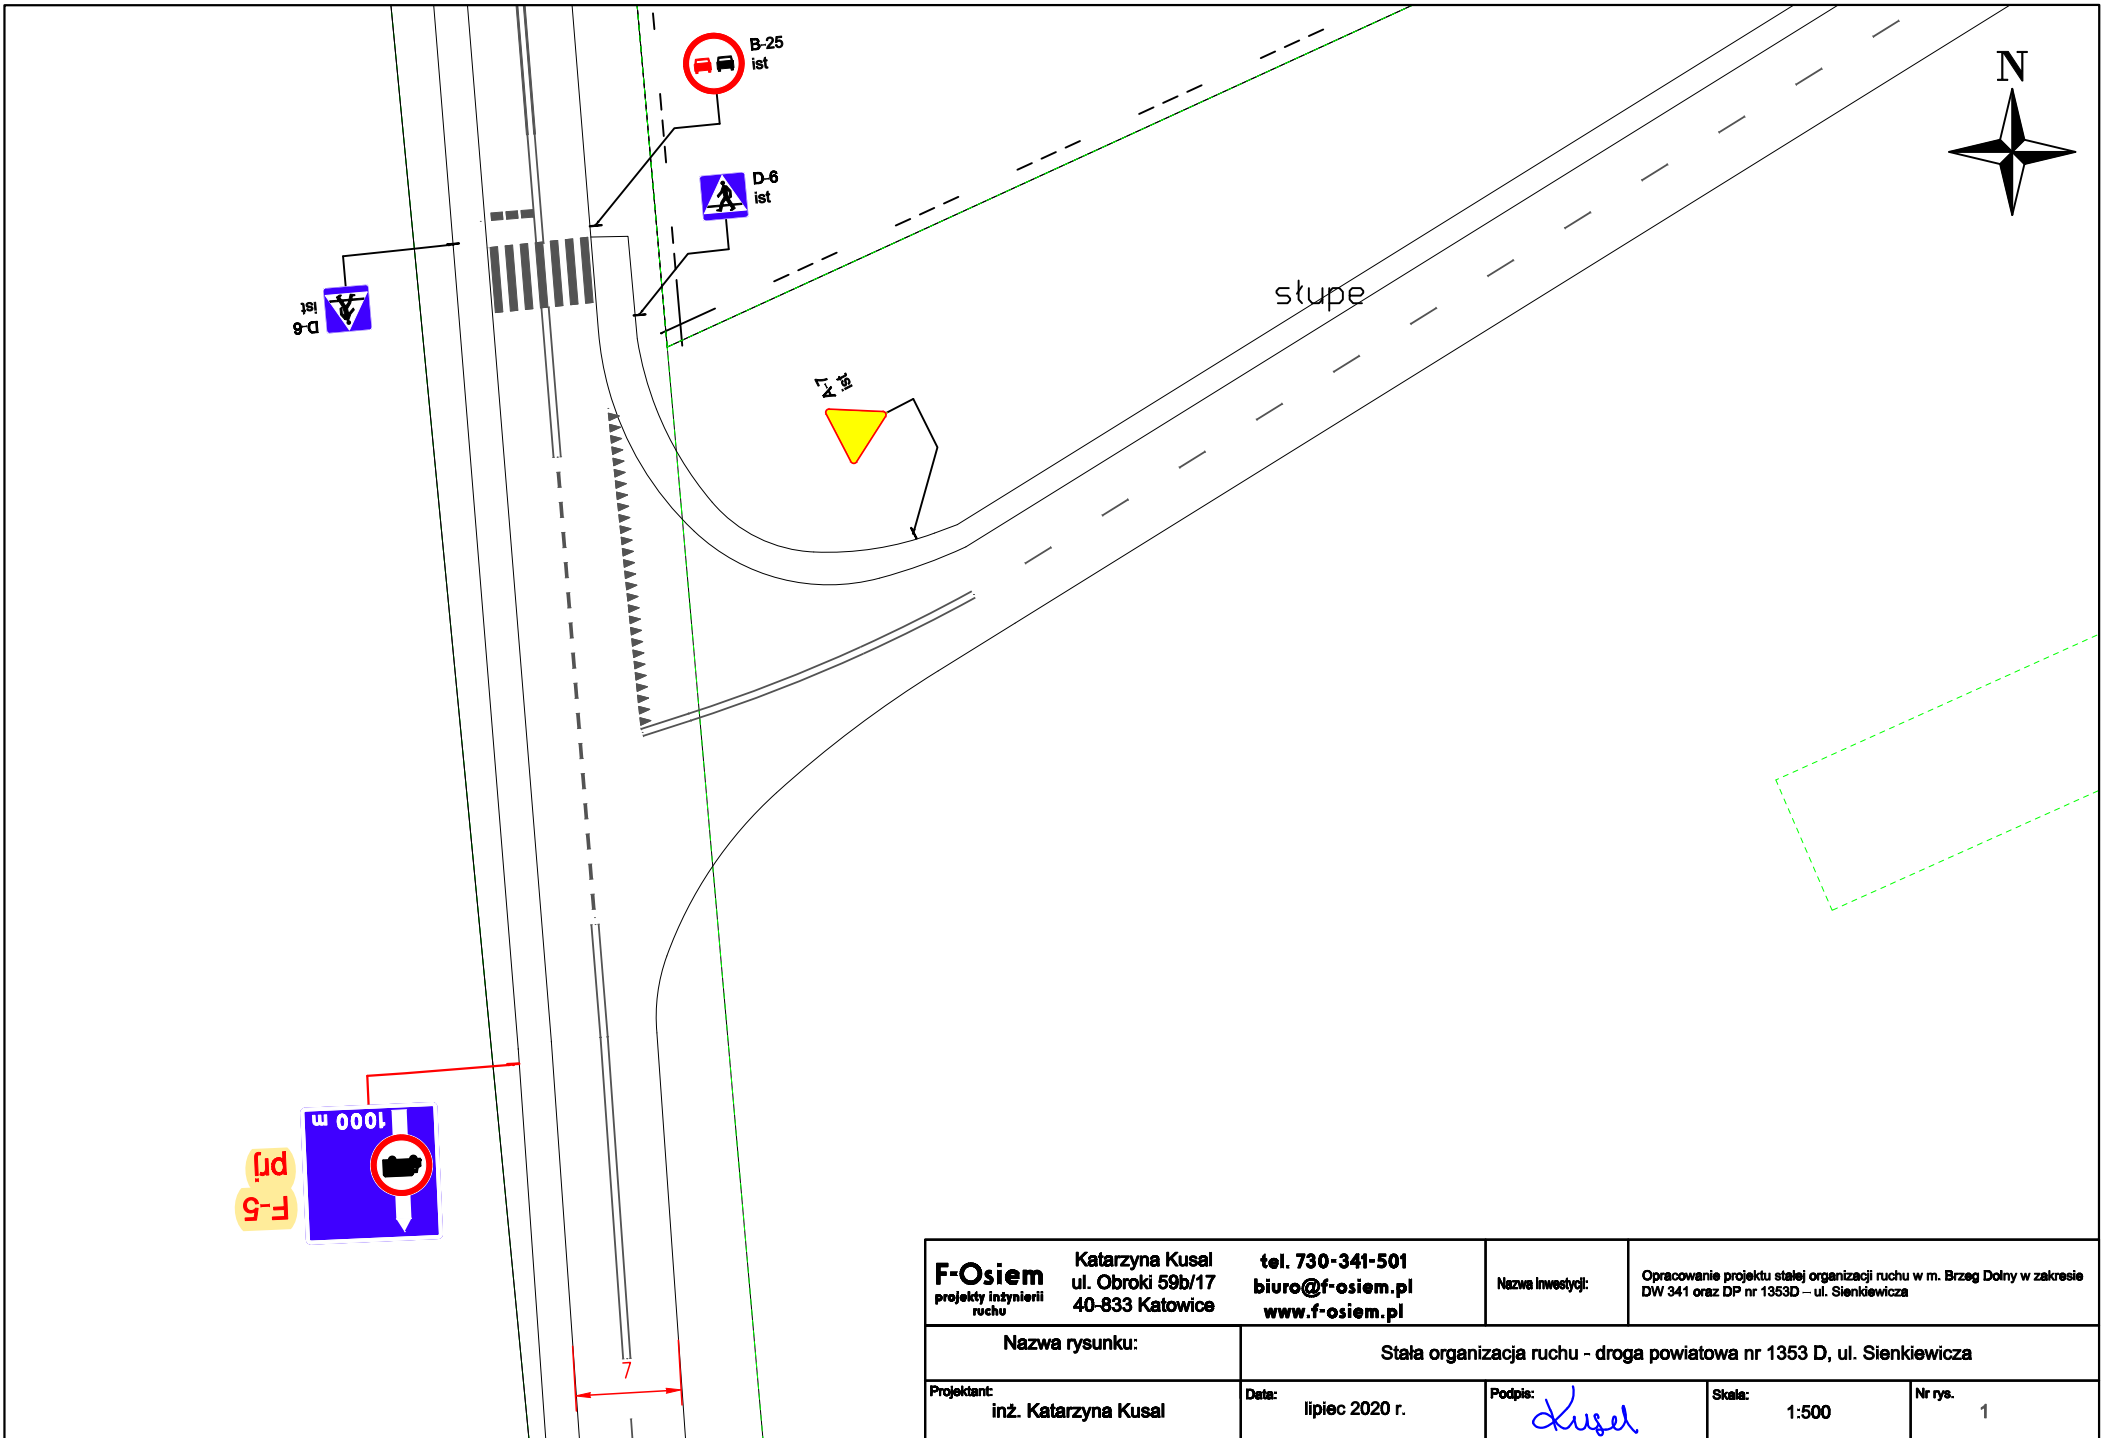 B-25
ist
N
D-6
ist
D-6
ist
słupe
A-7
ist
1000 m
F-5
prj
7
F-Osiem
projekty inżynierii
ruchu
Katarzyna Kusal
ul. Obroki 59b/17
40-833 Katowice
tel. 730-341-501
biuro@f-osiem.pl
www.f-osiem.pl
Nazwa inwestycji:
Opracowanie projektu stałej organizacji ruchu w m. Brzeg Dolny w zakresie
DW 341 oraz DP nr 1353D – ul. Sienkiewicza
Nazwa rysunku:
Stała organizacja ruchu - droga powiatowa nr 1353 D, ul. Sienkiewicza
Projektant:
inż. Katarzyna Kusal
Data:
lipiec 2020 r.
Podpis:
Kusal
Skala:
1:500
Nr rys.
1